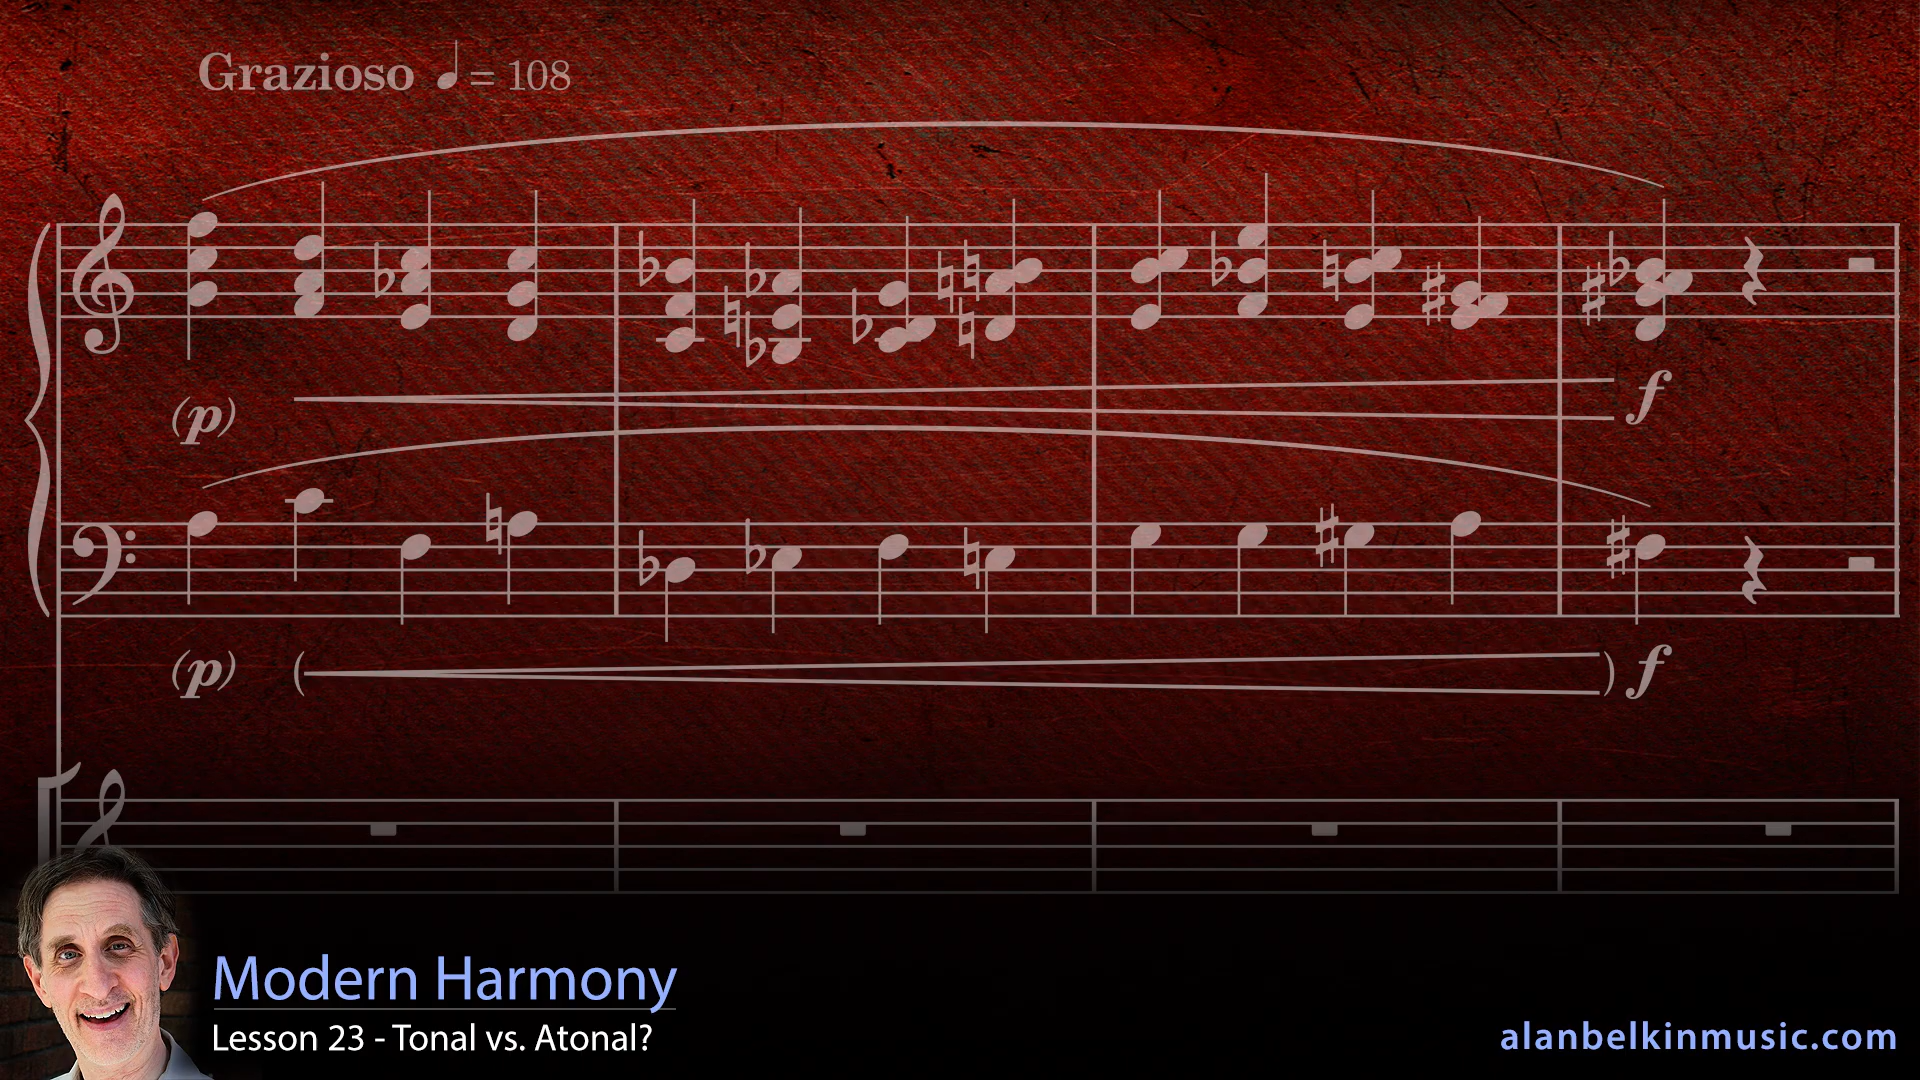 Grazioso ♩ = 108
(p) f
(p) ( ) f
Modern Harmony
Lesson 23 - Tonal vs. Atonal?
alanbelkinmusic.com